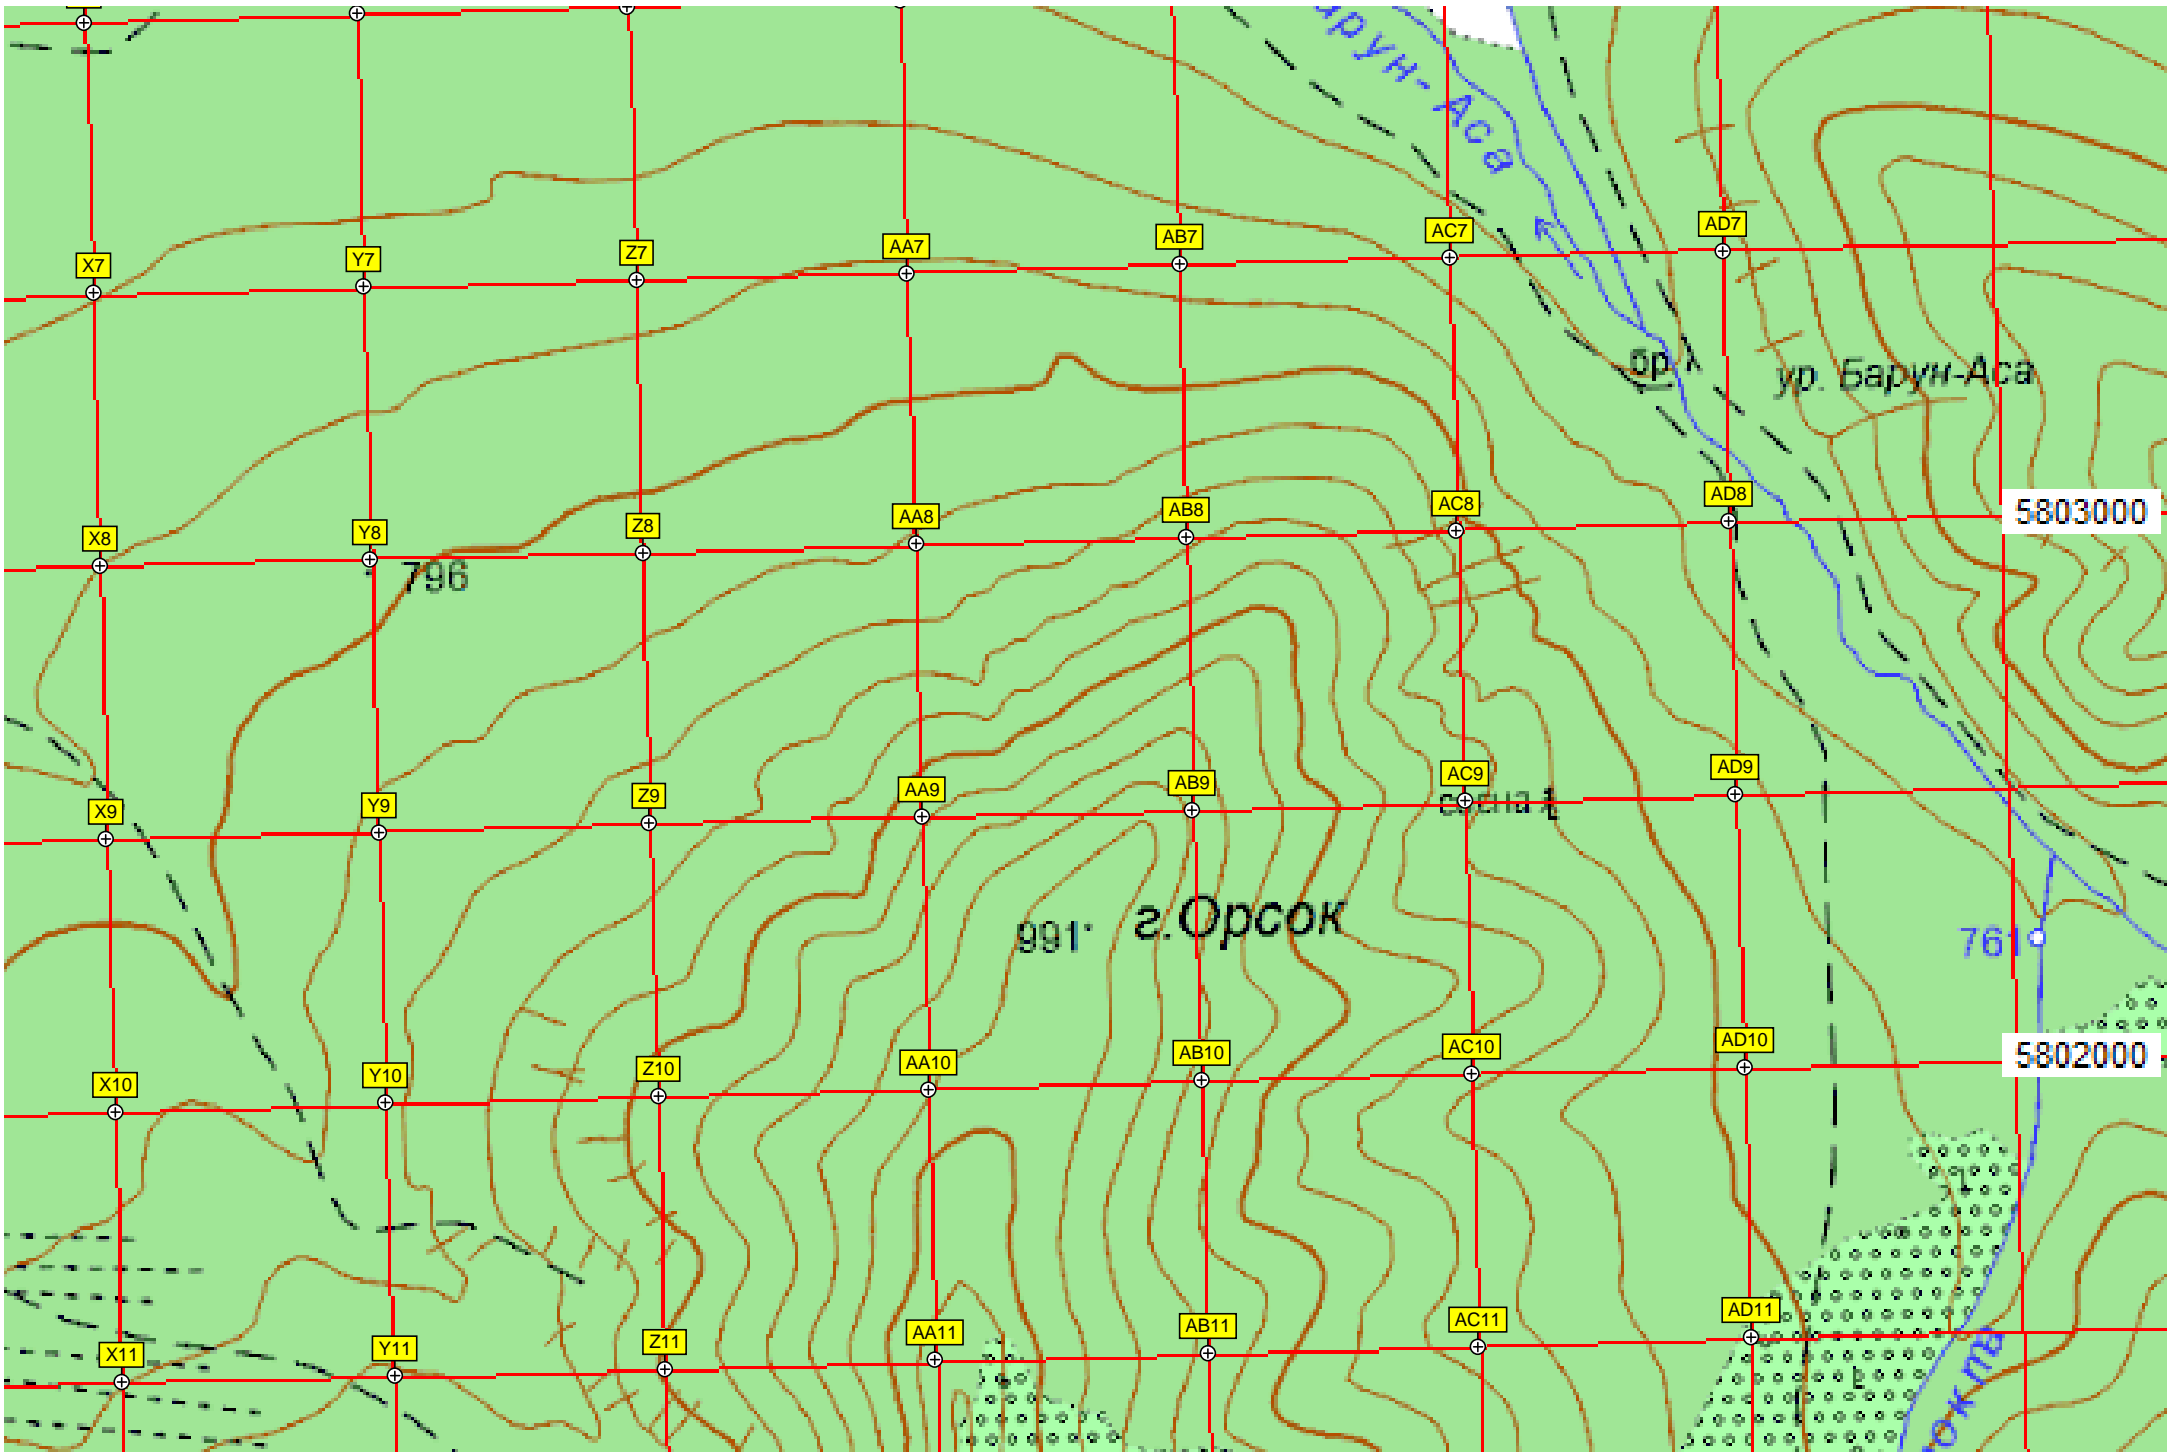 арун-Аса
X7
Y7
Z7
AA7
AB7
AC7
AD7
бр.
ур. Барун-Аса
X8
Y8
Z8
AA8
AB8
AC8
AD8
5803000
796
X9
Y9
Z9
AA9
AB9
AC9
AD9
сосна
991
г.Орсок
761
X10
Y10
Z10
AA10
AB10
AC10
AD10
5802000
X11
Y11
Z11
AA11
AB11
AC11
AD11